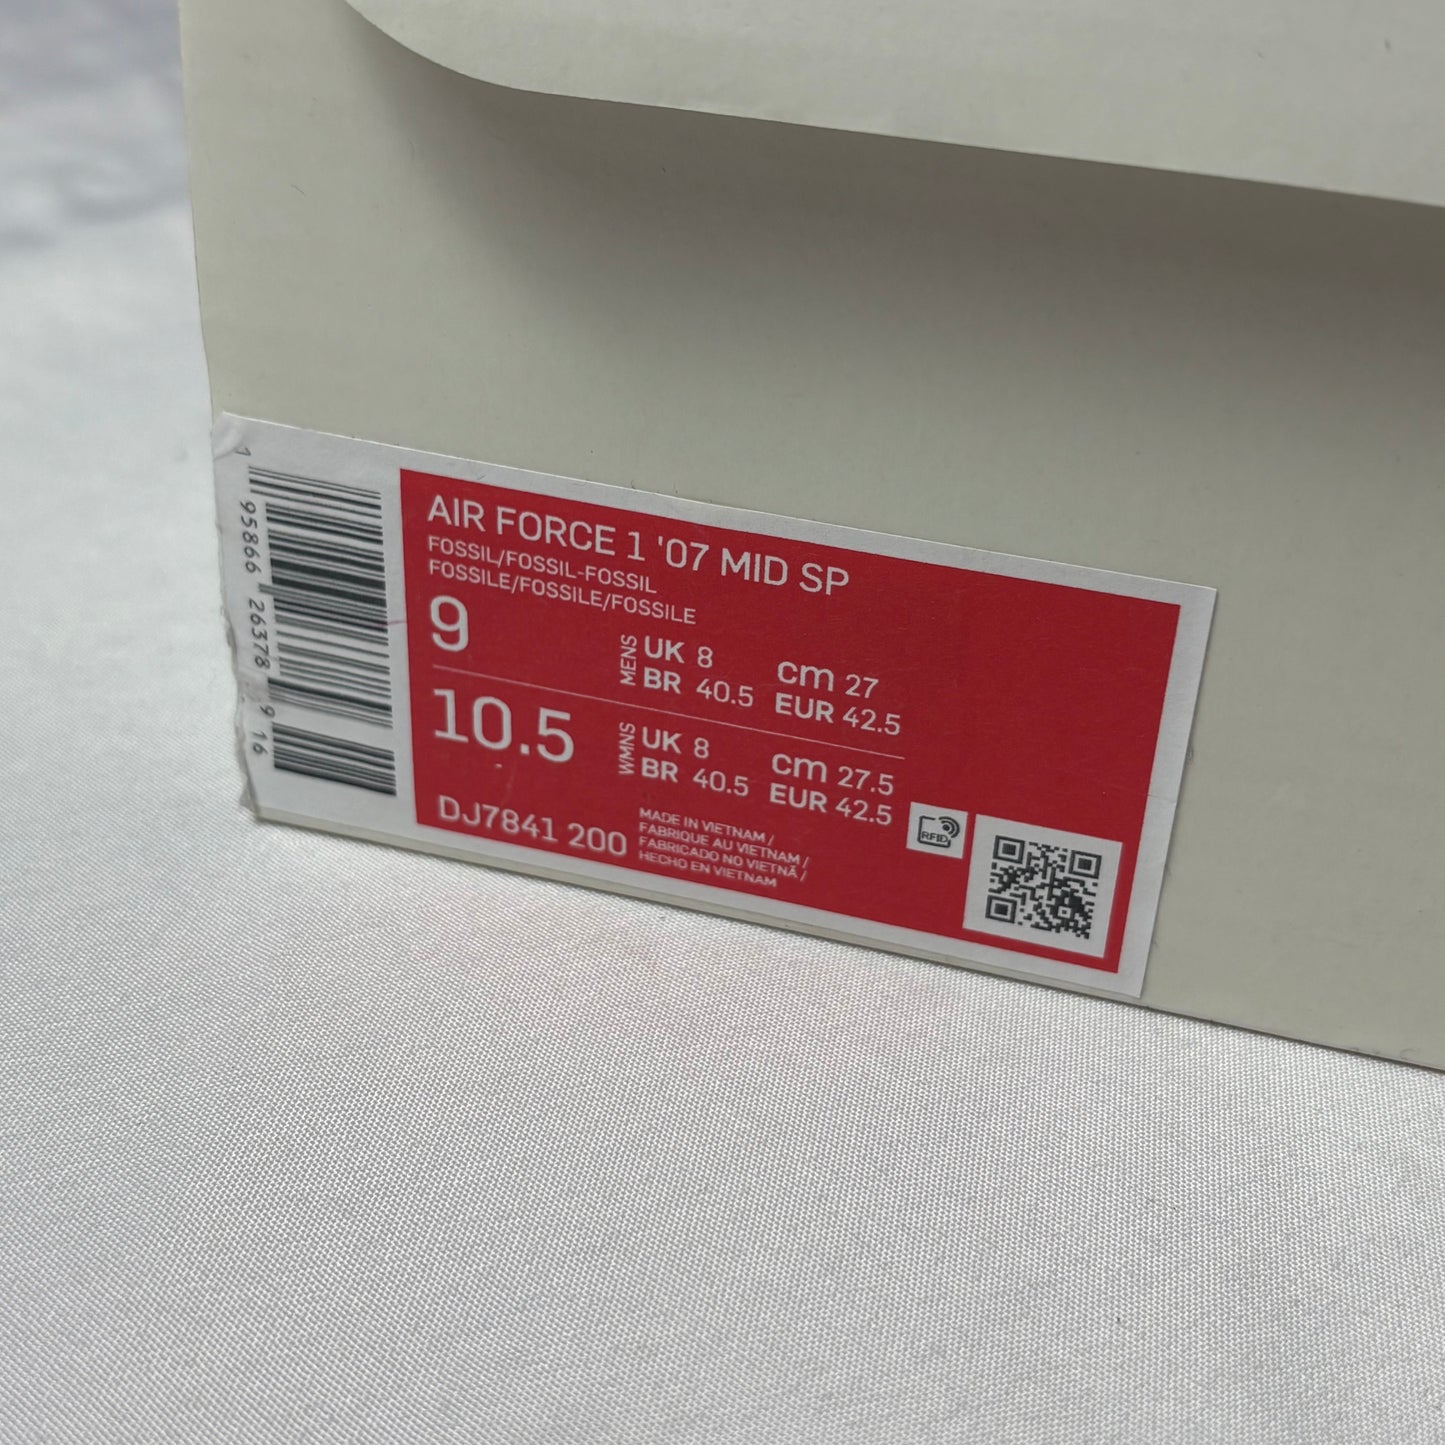 AIR FORCE 1 '07 MID SP
FOSSIL/FOSSIL-FOSSIL
FOSSILE/FOSSILE/FOSSILE
9
MENS
UK 8
cm 27
BR 40.5
EUR 42.5
10.5
WMNS
UK 8
cm 27.5
BR 40.5
EUR 42.5
DJ7841 200
MADE IN VIETNAM /
FABRIQUE AU VIETNAM /
FABRICADO NO VIETNÃ /
HECHO EN VIETNAM
RFID
1 95866 26378 9 16